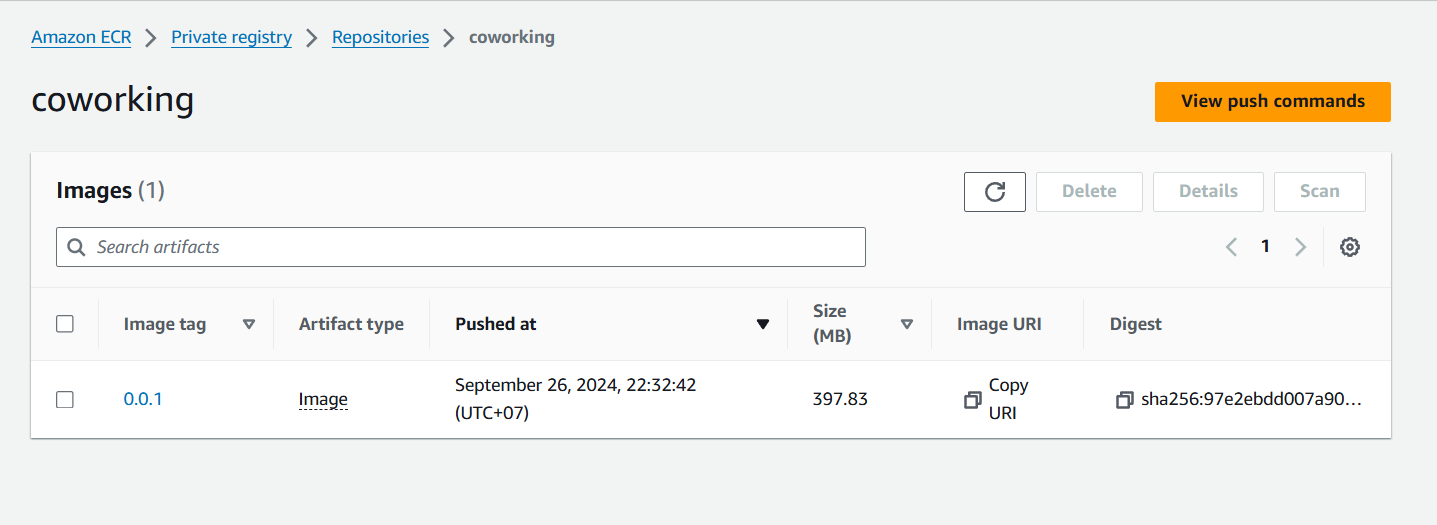 Amazon ECR > Private registry > Repositories > coworking
coworking
View push commands
Images (1)
Delete Details Scan
Search artifacts
1
Image tag Artifact type Pushed at Size (MB) Image URI Digest
0.0.1 Image September 26, 2024, 22:32:42 (UTC+07) 397.83 Copy URI sha256:97e2ebdd007a90...